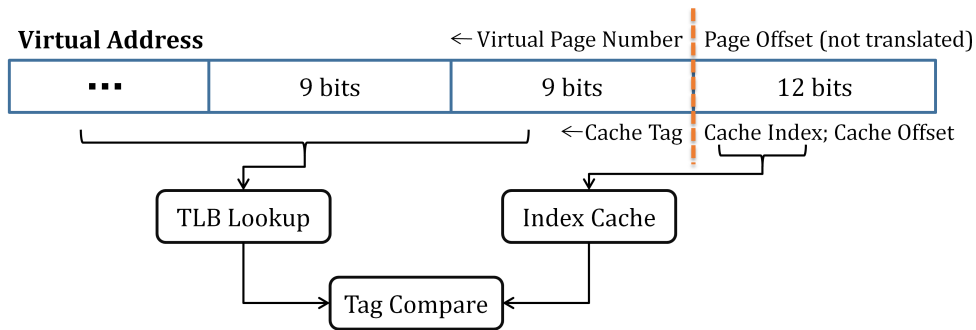 Virtual Address
← Virtual Page Number
Page Offset (not translated)
...
9 bits
9 bits
12 bits
← Cache Tag
Cache Index; Cache Offset
TLB Lookup
Index Cache
Tag Compare